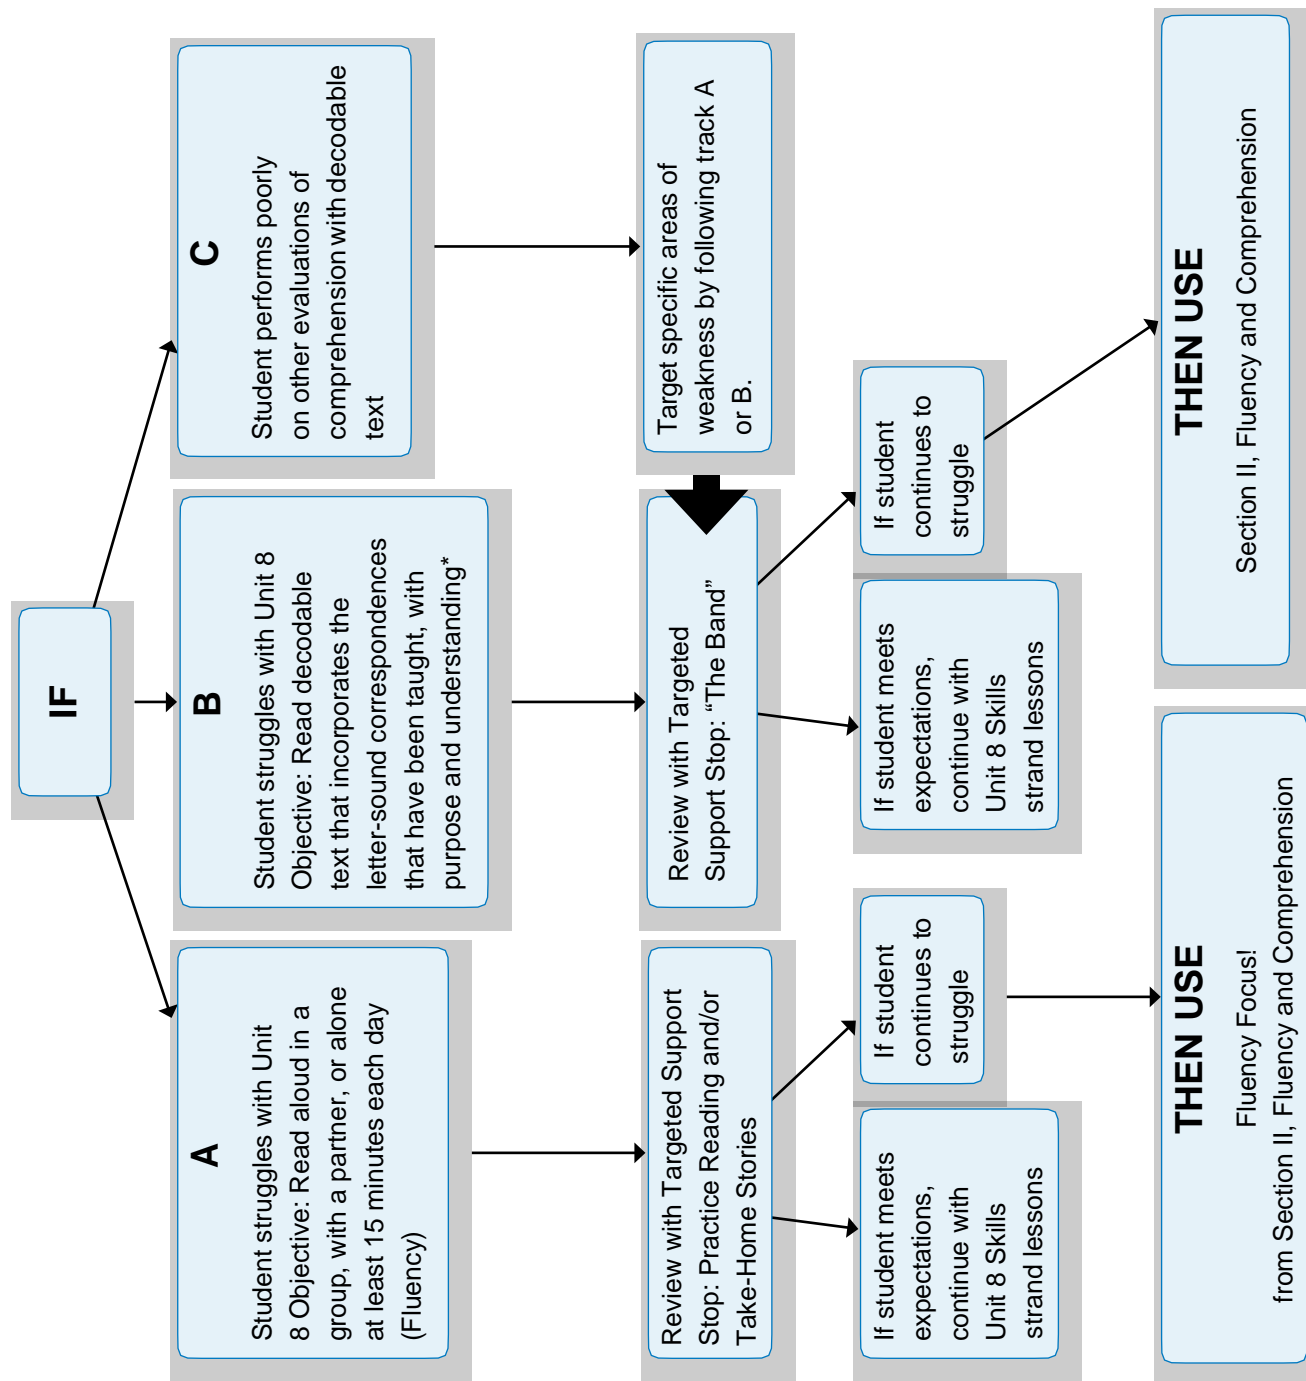 IF
A
Student struggles with Unit
8 Objective: Read aloud in a
group, with a partner, or alone
at least 15 minutes each day
(Fluency)
B
Student struggles with Unit 8
Objective: Read decodable
text that incorporates the
letter-sound correspondences
that have been taught, with
purpose and understanding*
C
Student performs poorly
on other evaluations of
comprehension with decodable
text
Review with Targeted Support
Stop: Practice Reading and/or
Take-Home Stories
Review with Targeted
Support Stop: “The Band”
Target specific areas of
weakness by following track A
or B.
If student meets
expectations,
continue with
Unit 8 Skills
strand lessons
If student
continues to
struggle
If student meets
expectations,
continue with
Unit 8 Skills
strand lessons
If student
continues to
struggle
THEN USE
Fluency Focus!
from Section II, Fluency and Comprehension
THEN USE
Section II, Fluency and Comprehension